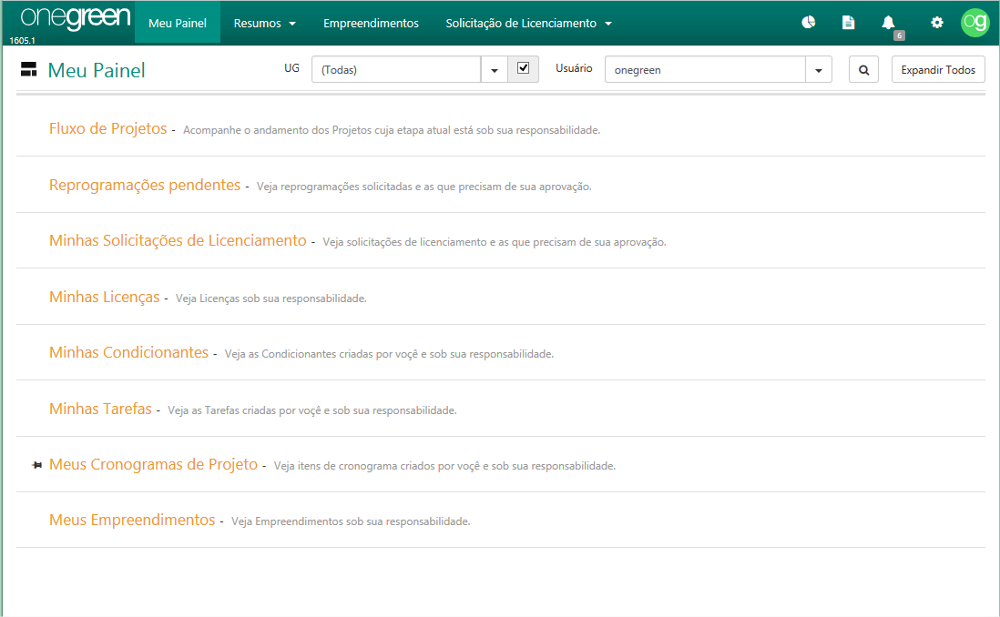 onegreen
1605.1
Meu Painel Resumos Empreendimentos Solicitação de Licenciamento 6 og
Meu Painel UG (Todas) Usuário onegreen Expandir Todos
Fluxo de Projetos - Acompanhe o andamento dos Projetos cuja etapa atual está sob sua responsabilidade.
Reprogramações pendentes - Veja reprogramações solicitadas e as que precisam de sua aprovação.
Minhas Solicitações de Licenciamento - Veja solicitações de licenciamento e as que precisam de sua aprovação.
Minhas Licenças - Veja Licenças sob sua responsabilidade.
Minhas Condicionantes - Veja as Condicionantes criadas por voçê e sob sua responsabilidade.
Minhas Tarefas - Veja as Tarefas criadas por voçê e sob sua responsabilidade.
Meus Cronogramas de Projeto - Veja itens de cronograma criados por voçê e sob sua responsabilidade.
Meus Empreendimentos - Veja Empreendimentos sob sua responsabilidade.